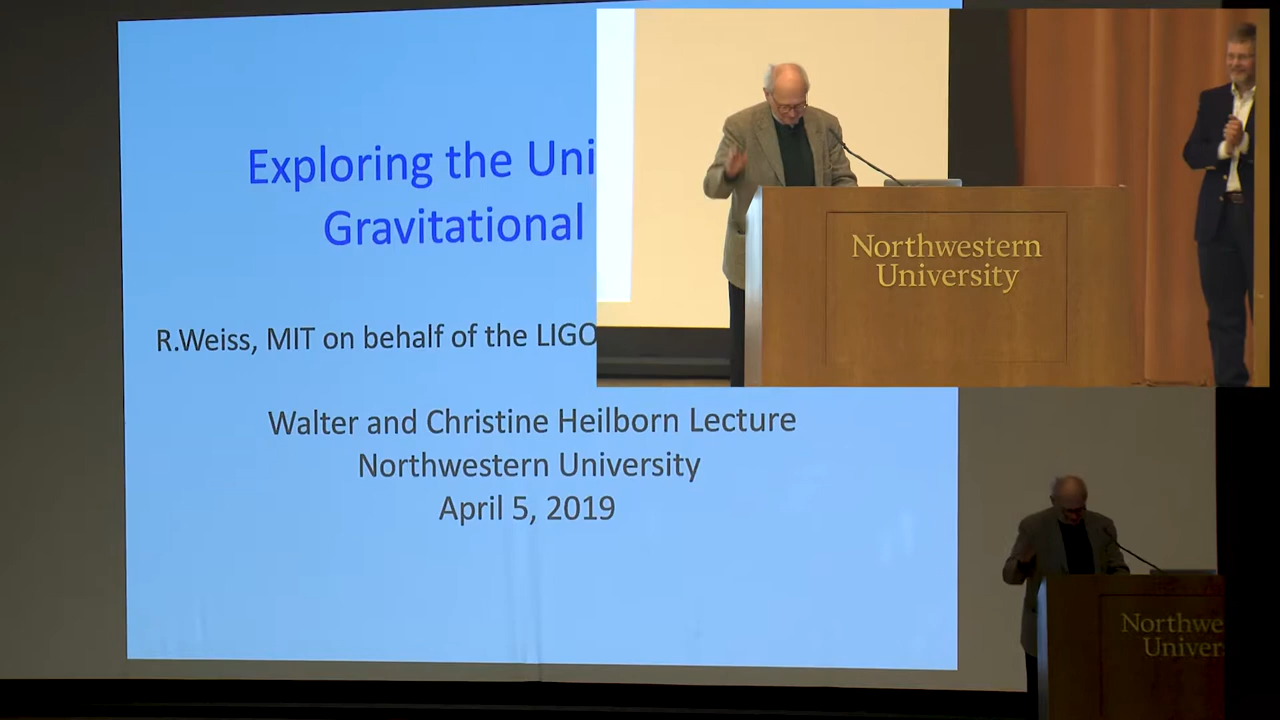 Exploring the Uni
Gravitational
R.Weiss, MIT on behalf of the LIGO
Walter and Christine Heilborn Lecture
Northwestern University
April 5, 2019
Northwestern
University
Northwe
Univer